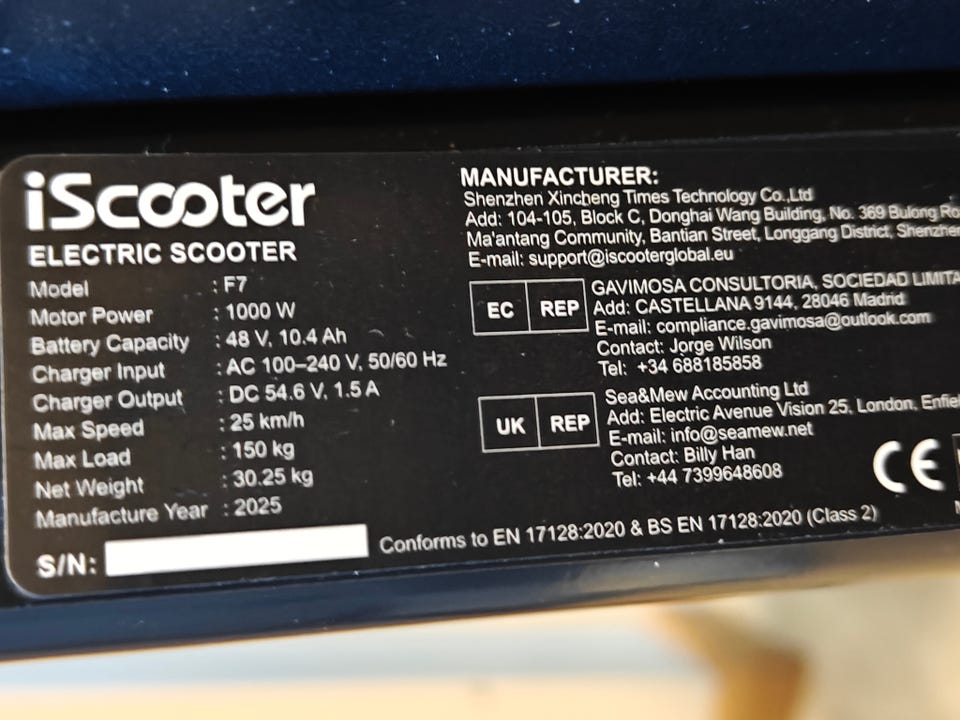 iScooter
ELECTRIC SCOOTER
Model : F7
Motor Power : 1000 W
Battery Capacity : 48 V, 10.4 Ah
Charger Input : AC 100–240 V, 50/60 Hz
Charger Output : DC 54.6 V, 1.5 A
Max Speed : 25 km/h
Max Load : 150 kg
Net Weight : 30.25 kg
Manufacture Year : 2025
S/N:
MANUFACTURER:
Shenzhen Xincheng Times Technology Co.,Ltd
Add: 104-105, Block C, Donghai Wang Building, No. 369 Bulong Ro
Ma'antang Community, Bantian Street, Longgang District, Shenzhen
E-mail: support@iscooterglobal.eu
EC REP
GAVIMOSA CONSULTORIA, SOCIEDAD LIMITA
Add: CASTELLANA 9144, 28046 Madrid
E-mail: compliance.gavimosa@outlook.com
Contact: Jorge Wilson
Tel: +34 688185858
UK REP
Sea&Mew Accounting Ltd
Add: Electric Avenue Vision 25, London, Enfiel
E-mail: info@seamew.net
Contact: Billy Han
Tel: +44 7399648608
CE
Conforms to EN 17128:2020 & BS EN 17128:2020 (Class 2)